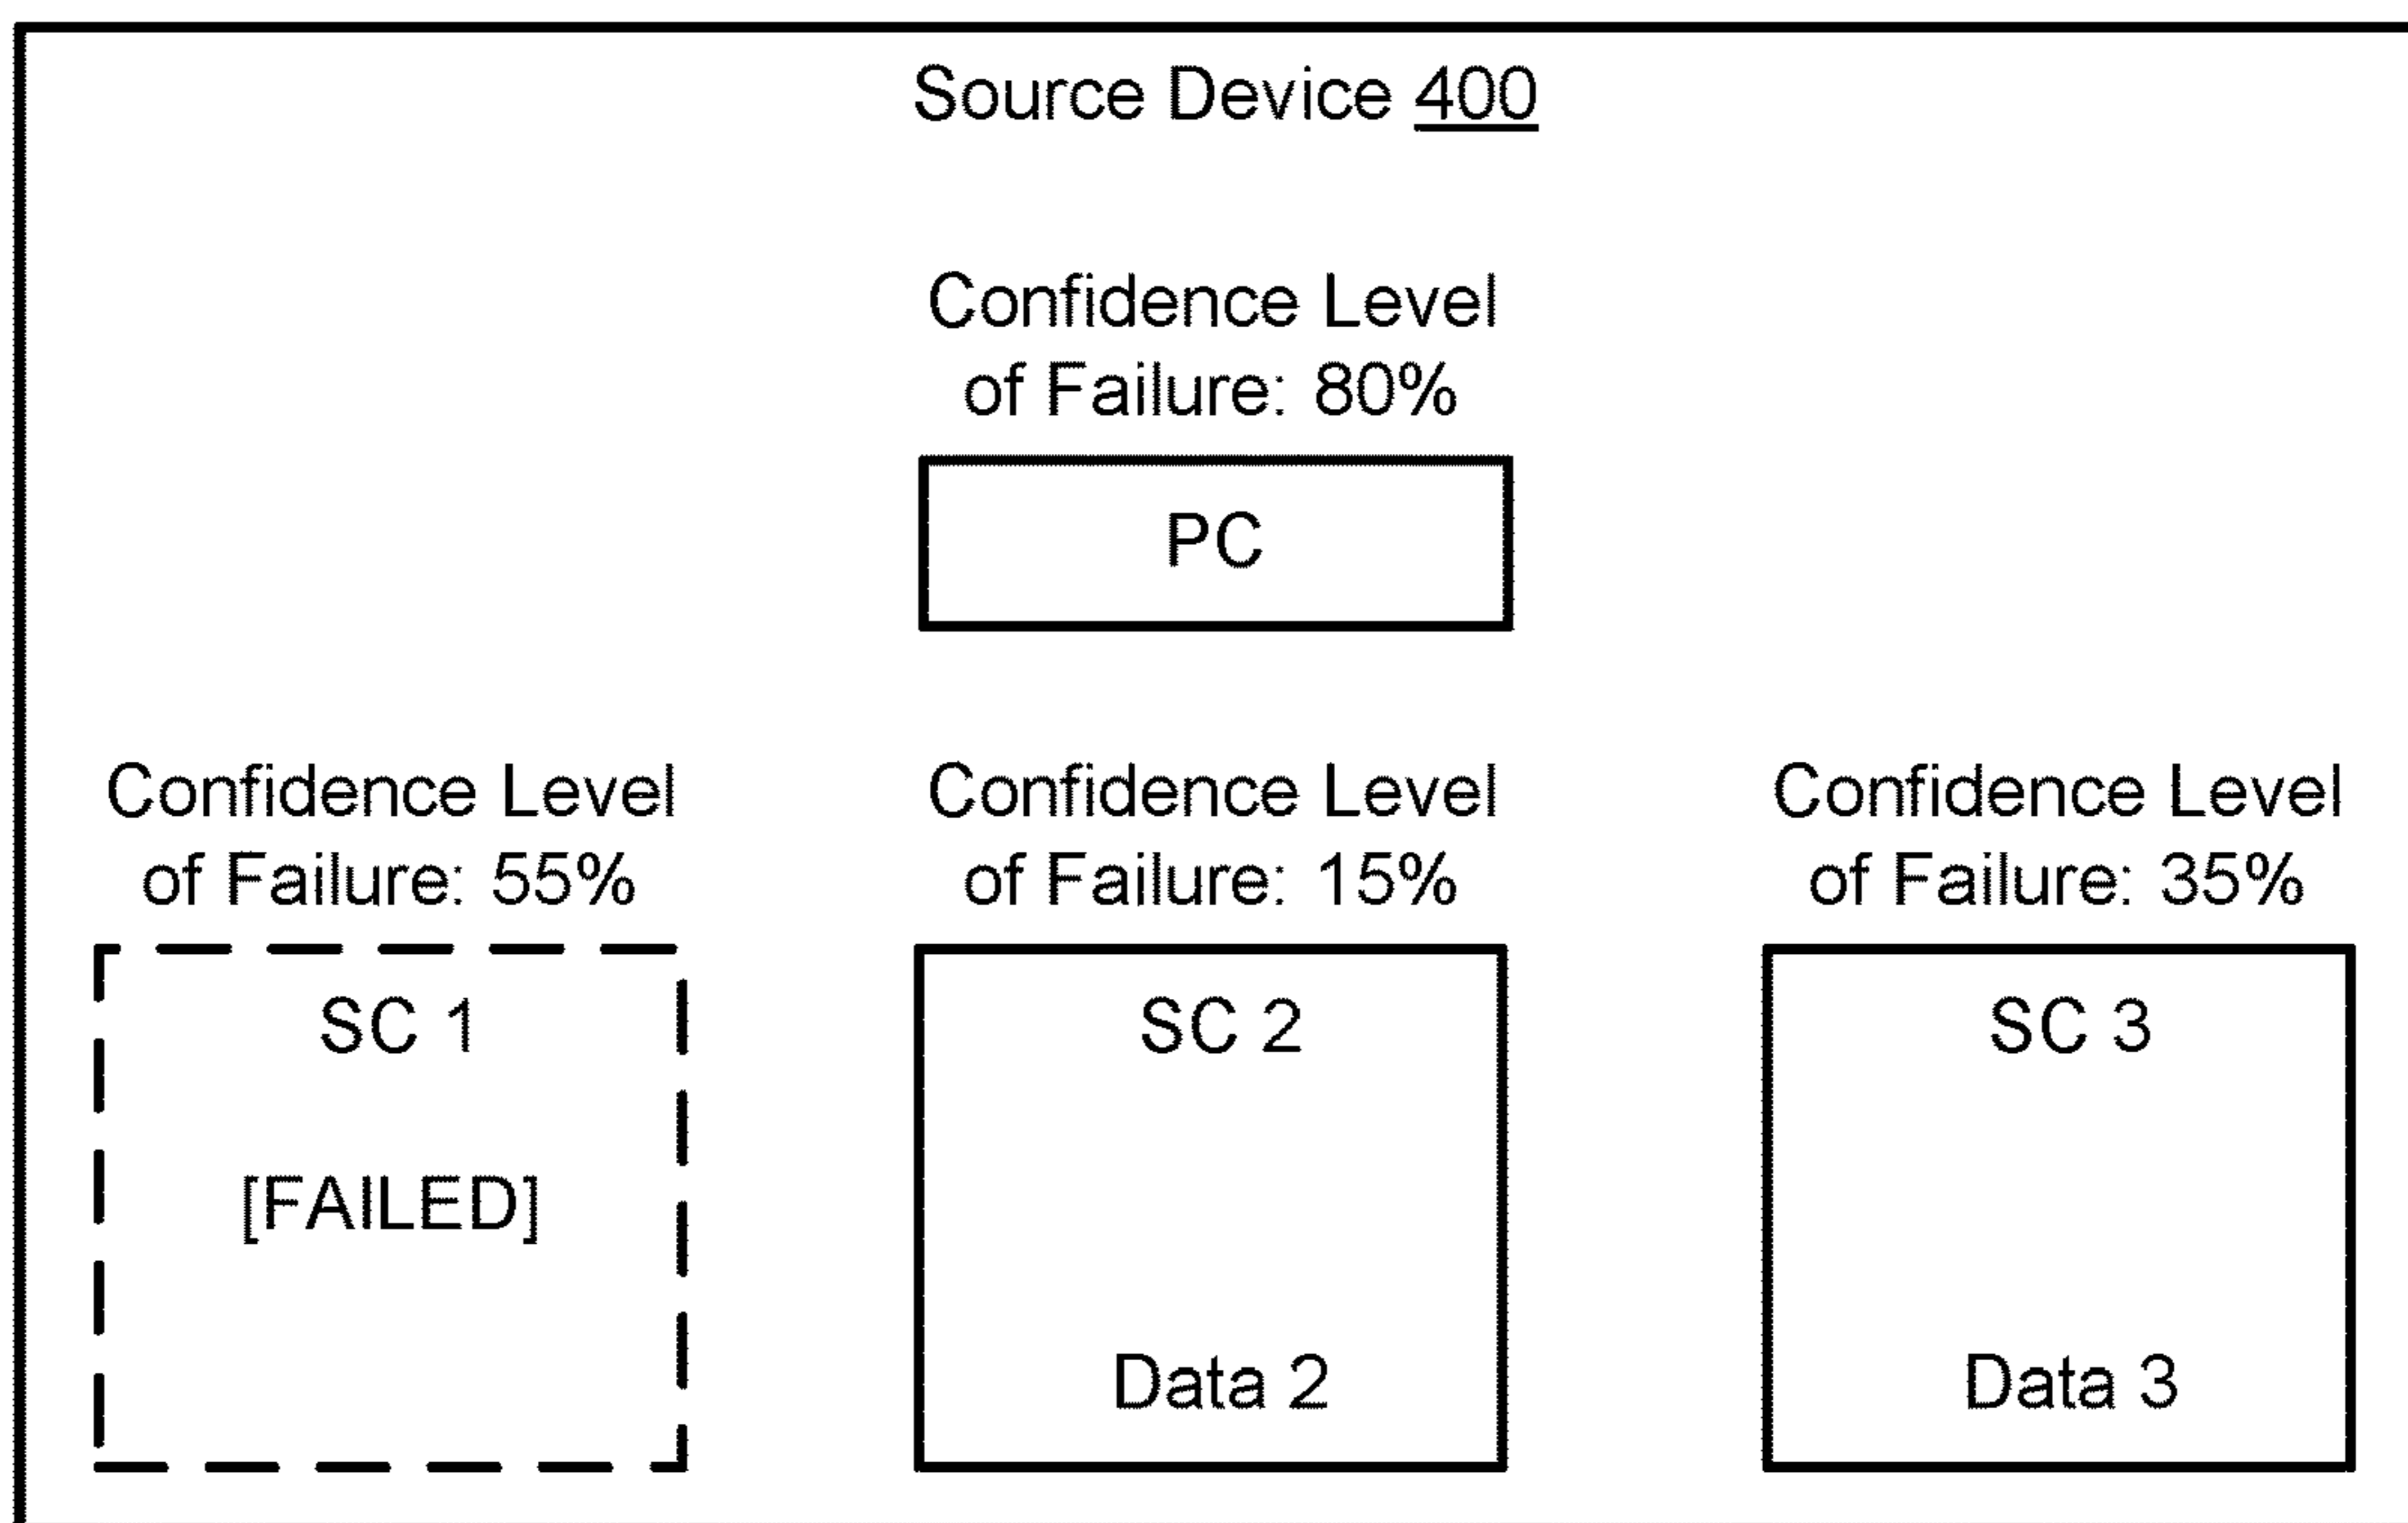 Source Device 400
Confidence Level
of Failure: 80%
PC
Confidence Level
of Failure: 55%
SC 1
[FAILED]
Confidence Level
of Failure: 15%
SC 2
Data 2
Confidence Level
of Failure: 35%
SC 3
Data 3